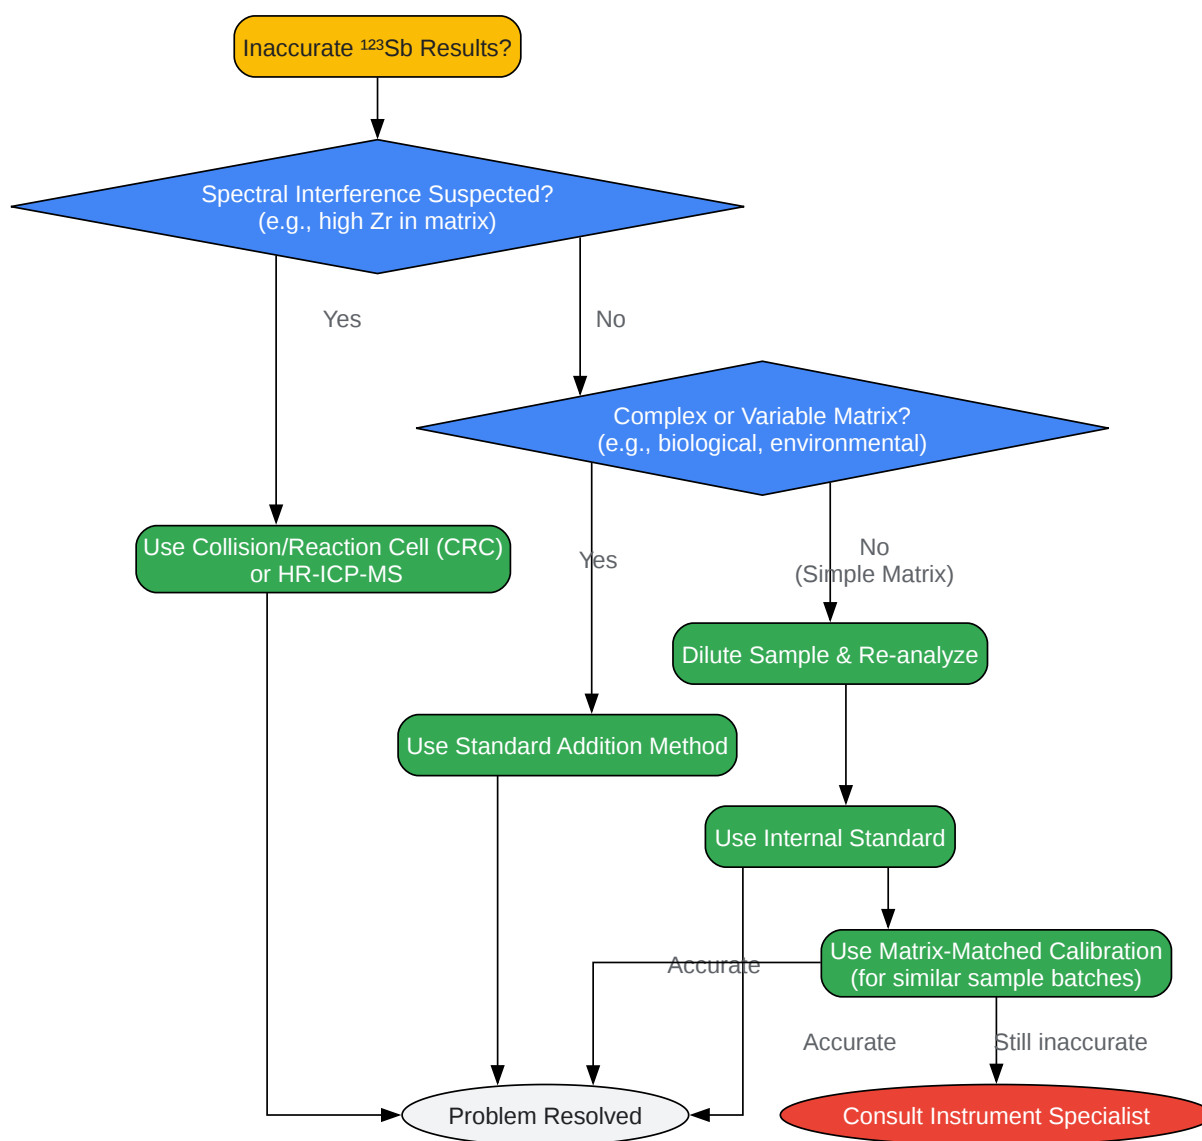 Inaccurate ¹²³Sb Results?
Spectral Interference Suspected?
(e.g., high Zr in matrix)
Yes
No
Complex or Variable Matrix?
(e.g., biological, environmental)
Use Collision/Reaction Cell (CRC)
or HR-ICP-MS
Yes
No
(Simple Matrix)
Dilute Sample & Re-analyze
Use Standard Addition Method
Use Internal Standard
Use Matrix-Matched Calibration
(for similar sample batches)
Accurate
Accurate
Still inaccurate
Problem Resolved
Consult Instrument Specialist